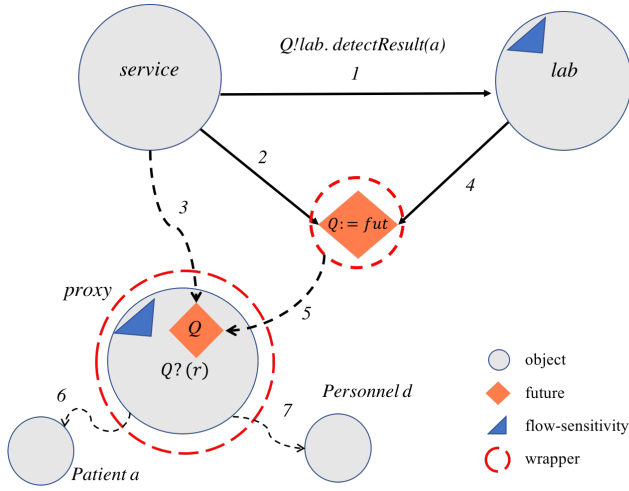 Q!lab. detectResult(a)
service
1
lab
2
4
3
Q:= fut
proxy
5
Q
Q? (r)
6
7
Personnel d
Patient a
object
future
flow-sensitivity
wrapper